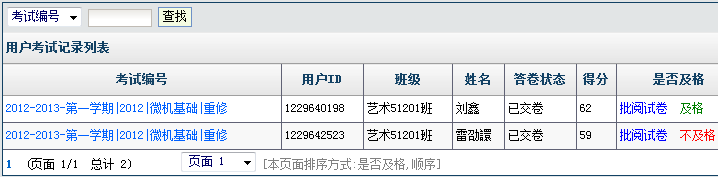 考试编号 查找
用户考试记录列表
考试编号 用户ID 班级 姓名 答卷状态 得分 是否及格
2012-2013-第一学期|2012|微机基础|重修 1229640198 艺术51201班 刘鑫 已交卷 62 批阅试卷 及格
2012-2013-第一学期|2012|微机基础|重修 1229642523 艺术51201班 雷劭 已交卷 59 批阅试卷 不及格
1 (页面 1/1 总计 2) 页面 1 [本页面排序方式:是否及格,顺序]